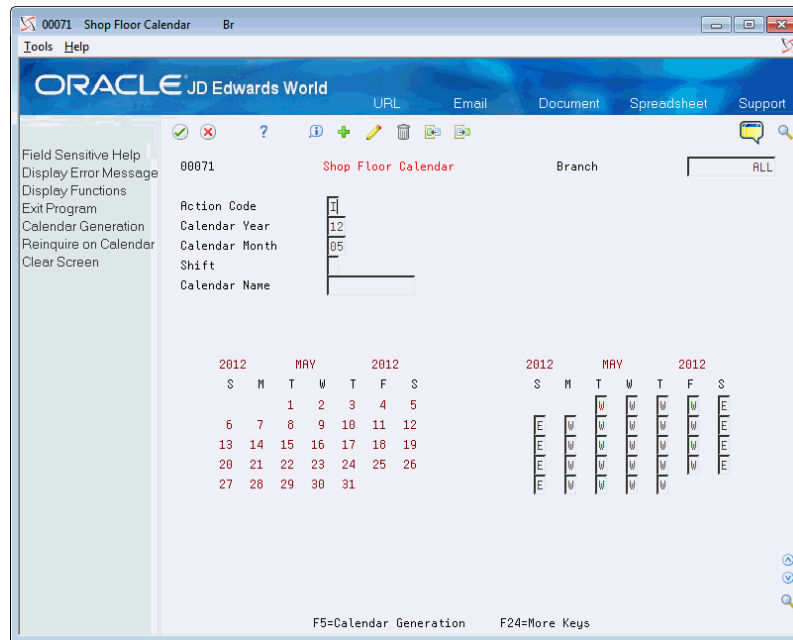 00071 Shop Floor Calendar Br
Tools Help
ORACLE JD Edwards World
URL Email Document Spreadsheet Support
Field Sensitive Help
Display Error Message
Display Functions
Exit Program
Calendar Generation
Reinquire on Calendar
Clear Screen
00071 Shop Floor Calendar Branch ALL
Action Code I
Calendar Year 12
Calendar Month 05
Shift
Calendar Name
2012 MAY 2012 2012 MAY 2012
S M T W T F S S M T W T F S
1 2 3 4 5 W W W W E
6 7 8 9 10 11 12 E W W W W W E
13 14 15 16 17 18 19 E W W W W W E
20 21 22 23 24 25 26 E W W W W W E
27 28 29 30 31 E W W W W
F5=Calendar Generation F24=More Keys